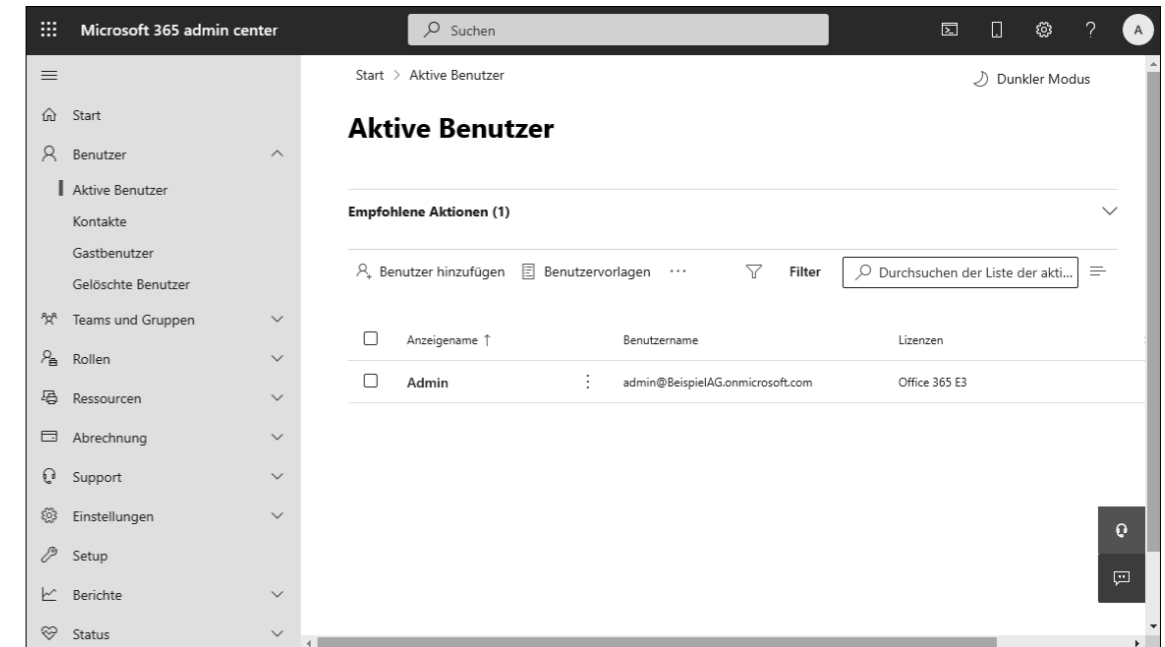 Microsoft 365 admin center
Suchen
A
Start > Aktive Benutzer
Dunkler Modus
Start
Benutzer
Aktive Benutzer
Kontakte
Gastbenutzer
Gelöschte Benutzer
Teams und Gruppen
Rollen
Ressourcen
Abrechnung
Support
Einstellungen
Setup
Berichte
Status
Aktive Benutzer
Empfohlene Aktionen (1)
Benutzer hinzufügen Benutzervorlagen ... Filter Durchsuchen der Liste der akti...
Anzeigename ↑ Benutzername Lizenzen
Admin admin@BeispielAG.onmicrosoft.com Office 365 E3